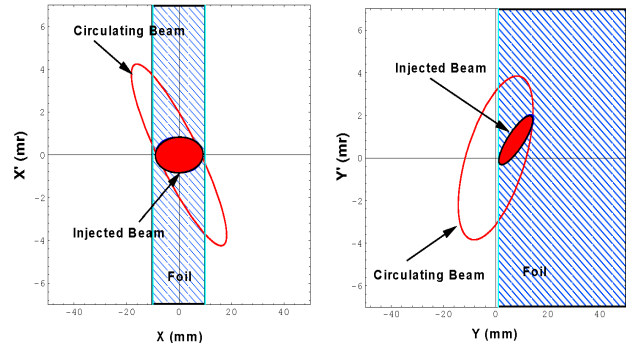 Circulating Beam
Injected Beam
Foil
X' (mr)
6
4
2
0
-2
-4
-6
-40
-20
0
20
40
X (mm)
Injected Beam
Circulating Beam
Foil
Y' (mr)
6
4
2
0
-2
-4
-6
-40
-20
0
20
40
Y (mm)